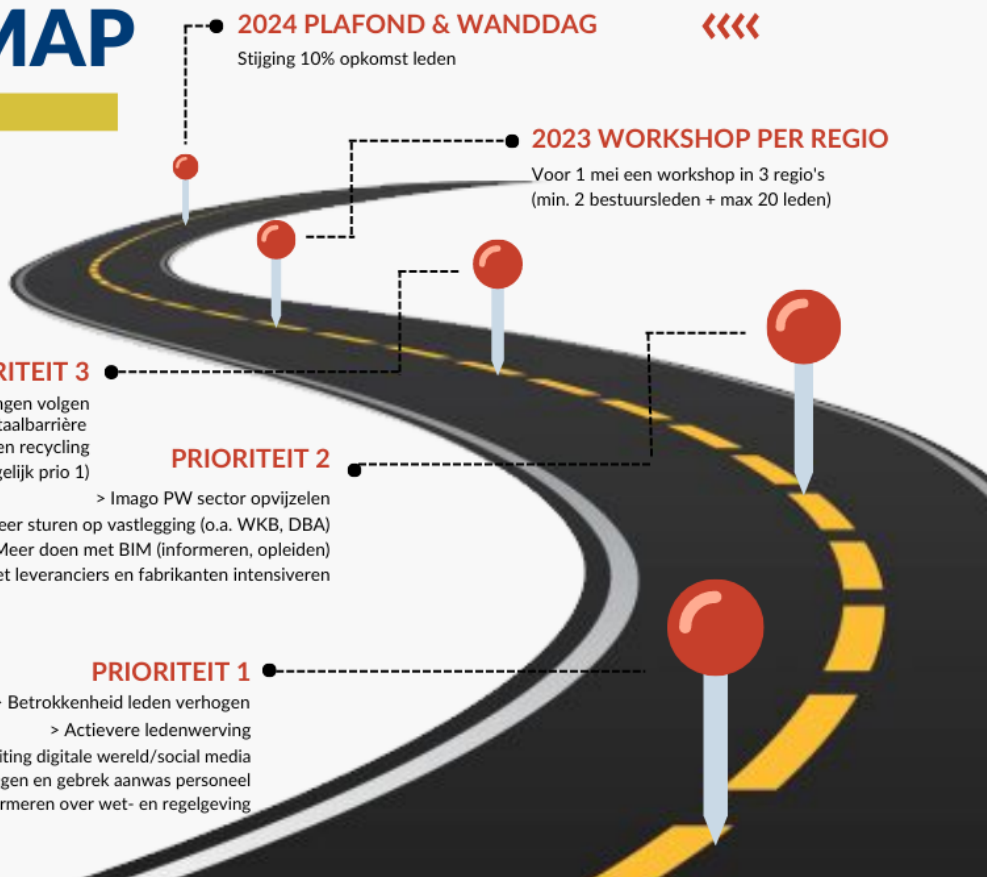 MAP
2024 PLAFOND & WANDDAG
Stijging 10% opkomst leden
2023 WORKSHOP PER REGIO
Voor 1 mei een workshop in 3 regio's
(min. 2 bestuursleden + max 20 leden)
RITEIT 3
ngen volgen
taalbarrière
en recycling
gelijk prio 1)
PRIORITEIT 2
> Imago PW sector opvijzelen
eer sturen op vastlegging (o.a. WKB, DBA)
Meer doen met BIM (informeren, opleiden)
et leveranciers en fabrikanten intensiveren
PRIORITEIT 1
Betrokkenheid leden verhogen
> Actievere ledenwerving
iting digitale wereld/social media
gen en gebrek aanwas personeel
rmeren over wet- en regelgeving